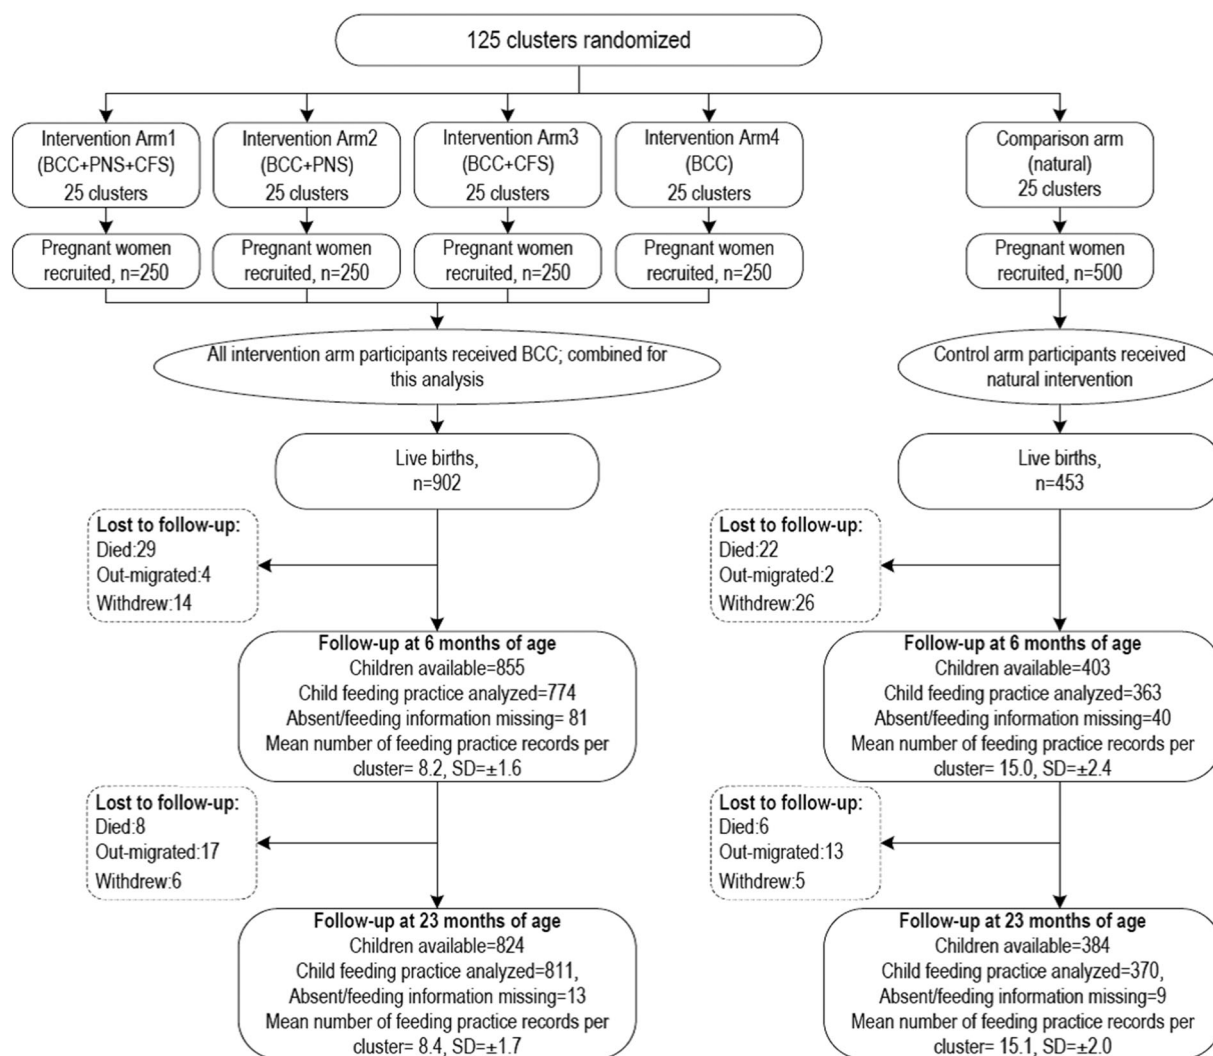 125 clusters randomized
Intervention Arm1
(BCC+PNS+CFS)
25 clusters
Intervention Arm2
(BCC+PNS)
25 clusters
Intervention Arm3
(BCC+CFS)
25 clusters
Intervention Arm4
(BCC)
25 clusters
Comparison arm
(natural)
25 clusters
Pregnant women
recruited, n=250
Pregnant women
recruited, n=250
Pregnant women
recruited, n=250
Pregnant women
recruited, n=250
Pregnant women
recruited, n=500
All intervention arm participants received BCC; combined for
this analysis
Control arm participants received
natural intervention
Live births,
n=902
Live births,
n=453
Lost to follow-up:
Died:29
Out-migrated:4
Withdrew:14
Lost to follow-up:
Died:22
Out-migrated:2
Withdrew:26
Follow-up at 6 months of age
Children available=855
Child feeding practice analyzed=774
Absent/feeding information missing= 81
Mean number of feeding practice records per
cluster= 8.2, SD=±1.6
Follow-up at 6 months of age
Children available=403
Child feeding practice analyzed=363
Absent/feeding information missing=40
Mean number of feeding practice records per
cluster= 15.0, SD=±2.4
Lost to follow-up:
Died:8
Out-migrated:17
Withdrew:6
Lost to follow-up:
Died:6
Out-migrated:13
Withdrew:5
Follow-up at 23 months of age
Children available=824
Child feeding practice analyzed=811,
Absent/feeding information missing=13
Mean number of feeding practice records per
cluster= 8.4, SD=±1.7
Follow-up at 23 months of age
Children available=384
Child feeding practice analyzed=370,
Absent/feeding information missing=9
Mean number of feeding practice records per
cluster= 15.1, SD=±2.0